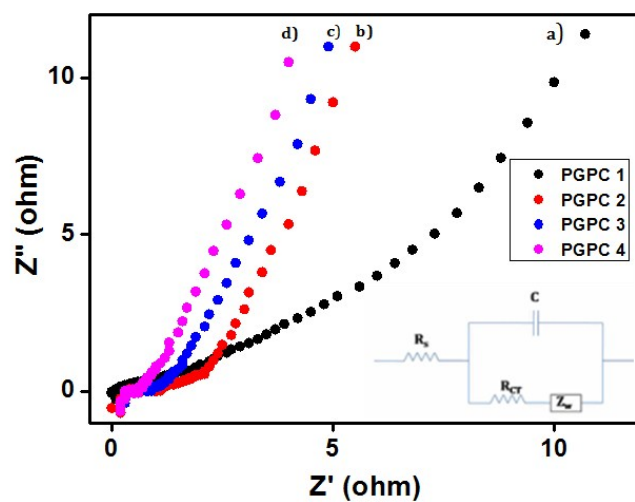 d) c) b) a)
10
5
0
Z" (ohm)
PGPC 1
PGPC 2
PGPC 3
PGPC 4
C
Rs
RCT
Zw
0 5 10
Z' (ohm)